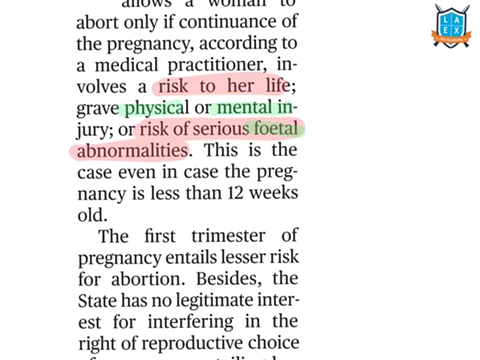 allows a woman to
abort only if continuance of
the pregnancy, according to
a medical practitioner, in-
volves a risk to her life;
grave physical or mental in-
jury; or risk of serious foetal
abnormalities. This is the
case even in case the preg-
nancy is less than 12 weeks
old.
The first trimester of
pregnancy entails lesser risk
for abortion. Besides, the
State has no legitimate inter-
est for interfering in the
right of reproductive choice
LA
EX